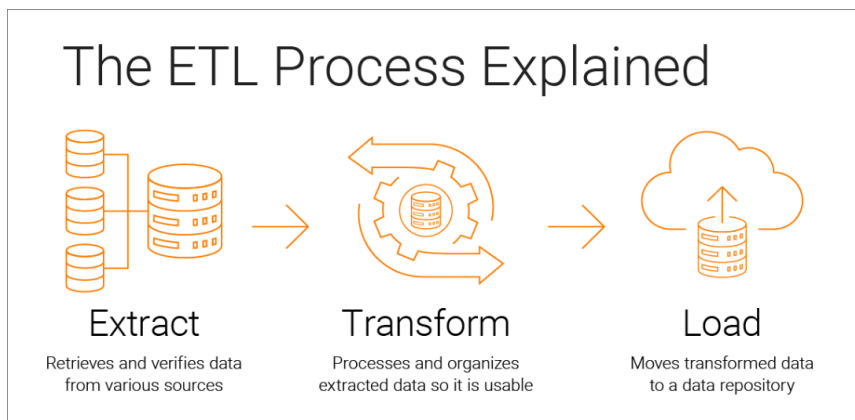 The ETL Process Explained
Extract
Retrieves and verifies data
from various sources
Transform
Processes and organizes
extracted data so it is usable
Load
Moves transformed data
to a data repository